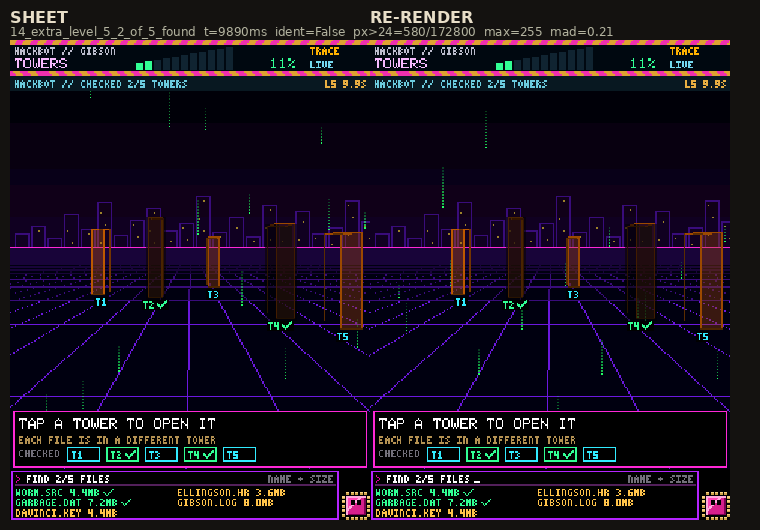 SHEET RE-RENDER
14_extra_level_5_2_of_5_found t=9890ms ident=False px>24=580/172800 max=255 mad=0.21
HACKBOT // GIBSON TRACE HACKBOT // GIBSON TRACE
TOWERS 11% LIVE TOWERS 11% LIVE
HACKBOT // CHECKED 2/5 TOWERS L5 9.9S HACKBOT // CHECKED 2/5 TOWERS L5 9.9S
T1 T2 T3 T4 T5 T1 T2 T3 T4 T5
TAP A TOWER TO OPEN IT TAP A TOWER TO OPEN IT
EACH FILE IS IN A DIFFERENT TOWER EACH FILE IS IN A DIFFERENT TOWER
CHECKED T1 T2 T3 T4 T5 CHECKED T1 T2 T3 T4 T5
> FIND 2/5 FILES NAME + SIZE > FIND 2/5 FILES_ NAME + SIZE
WORM.SRC 4.4MB ELLINGSON.HR 3.6MB WORM.SRC 4.4MB ELLINGSON.HR 3.6MB
GARBAGE.DAT 7.2MB GIBSON.LOG 8.0MB GARBAGE.DAT 7.2MB GIBSON.LOG 8.0MB
DAVINCI.KEY 4.4MB DAVINCI.KEY 4.4MB